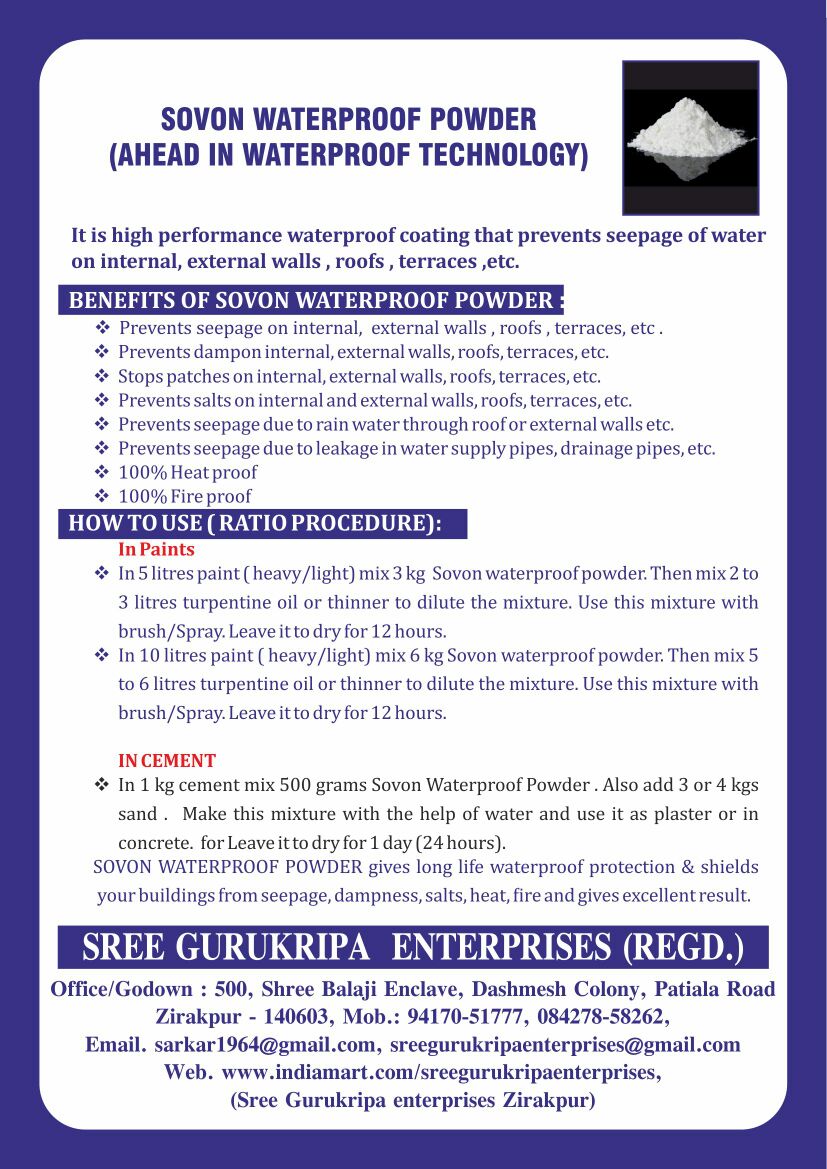 SOVON WATERPROOF POWDER
(AHEAD IN WATERPROOF TECHNOLOGY)
It is high performance waterproof coating that prevents seepage of water
on internal, external walls , roofs , terraces ,etc.
BENEFITS OF SOVON WATERPROOF POWDER :
❖ Prevents seepage on internal, external walls , roofs , terraces, etc .
❖ Prevents dampon internal, external walls, roofs, terraces, etc.
❖ Stops patches on internal, external walls, roofs, terraces, etc.
❖ Prevents salts on internal and external walls, roofs, terraces, etc.
❖ Prevents seepage due to rain water through roof or external walls etc.
❖ Prevents seepage due to leakage in water supply pipes, drainage pipes, etc.
❖ 100% Heat proof
❖ 100% Fire proof
HOW TO USE ( RATIO PROCEDURE):
In Paints
❖ In 5 litres paint ( heavy/light) mix 3 kg Sovon waterproof powder. Then mix 2 to
3 litres turpentine oil or thinner to dilute the mixture. Use this mixture with
brush/Spray. Leave it to dry for 12 hours.
❖ In 10 litres paint ( heavy/light) mix 6 kg Sovon waterproof powder. Then mix 5
to 6 litres turpentine oil or thinner to dilute the mixture. Use this mixture with
brush/Spray. Leave it to dry for 12 hours.
IN CEMENT
❖ In 1 kg cement mix 500 grams Sovon Waterproof Powder . Also add 3 or 4 kgs
sand . Make this mixture with the help of water and use it as plaster or in
concrete. for Leave it to dry for 1 day (24 hours).
SOVON WATERPROOF POWDER gives long life waterproof protection & shields
your buildings from seepage, dampness, salts, heat, fire and gives excellent result.
SREE GURUKRIPA ENTERPRISES (REGD.)
Office/Godown : 500, Shree Balaji Enclave, Dashmesh Colony, Patiala Road
Zirakpur - 140603, Mob.: 94170-51777, 084278-58262,
Email. sarkar1964@gmail.com, sreegurukripaenterprises@gmail.com
Web. www.indiamart.com/sreegurukripaenterprises,
(Sree Gurukripa enterprises Zirakpur)